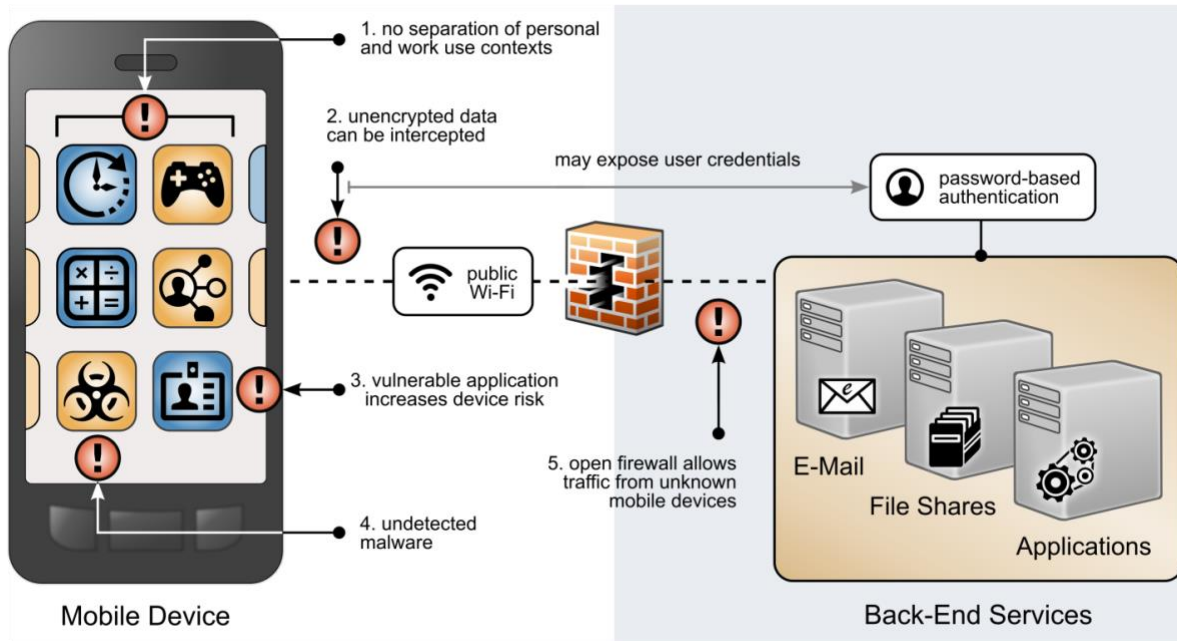 1. no separation of personal
and work use contexts
2. unencrypted data
can be intercepted
may expose user credentials
password-based
authentication
public
Wi-Fi
3. vulnerable application
increases device risk
4. undetected
malware
5. open firewall allows
traffic from unknown
mobile devices
E-Mail
File Shares
Applications
Mobile Device
Back-End Services